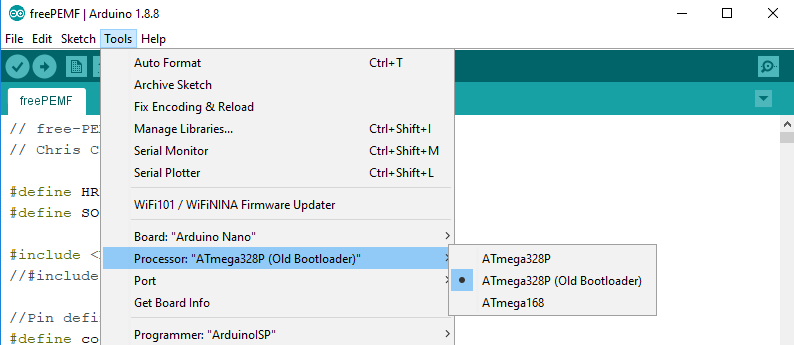 freePEMF | Arduino 1.8.8
File Edit Sketch Tools Help
freePEMF
// free-PE
// Chris C
#define HR
#define SO
#include <
//#include
//Pin defi
#define co
Auto Format Ctrl+T
Archive Sketch
Fix Encoding & Reload
Manage Libraries... Ctrl+Shift+I
Serial Monitor Ctrl+Shift+M
Serial Plotter Ctrl+Shift+L
WiFi101 / WiFiNINA Firmware Updater
Board: "Arduino Nano"
Processor: "ATmega328P (Old Bootloader)"
Port
Get Board Info
Programmer: "ArduinoISP"
ATmega328P
ATmega328P (Old Bootloader)
ATmega168